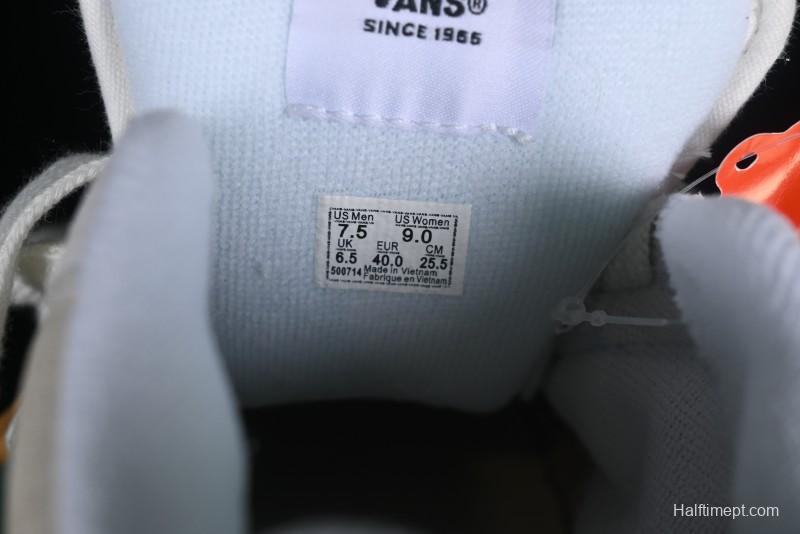 VANS®
SINCE 1966
US Men US Women
7.5 9.0
UK EUR CM
6.5 40.0 25.5
500714 Made in Vietnam
Fabrique en Vietnam
Halftimept.com